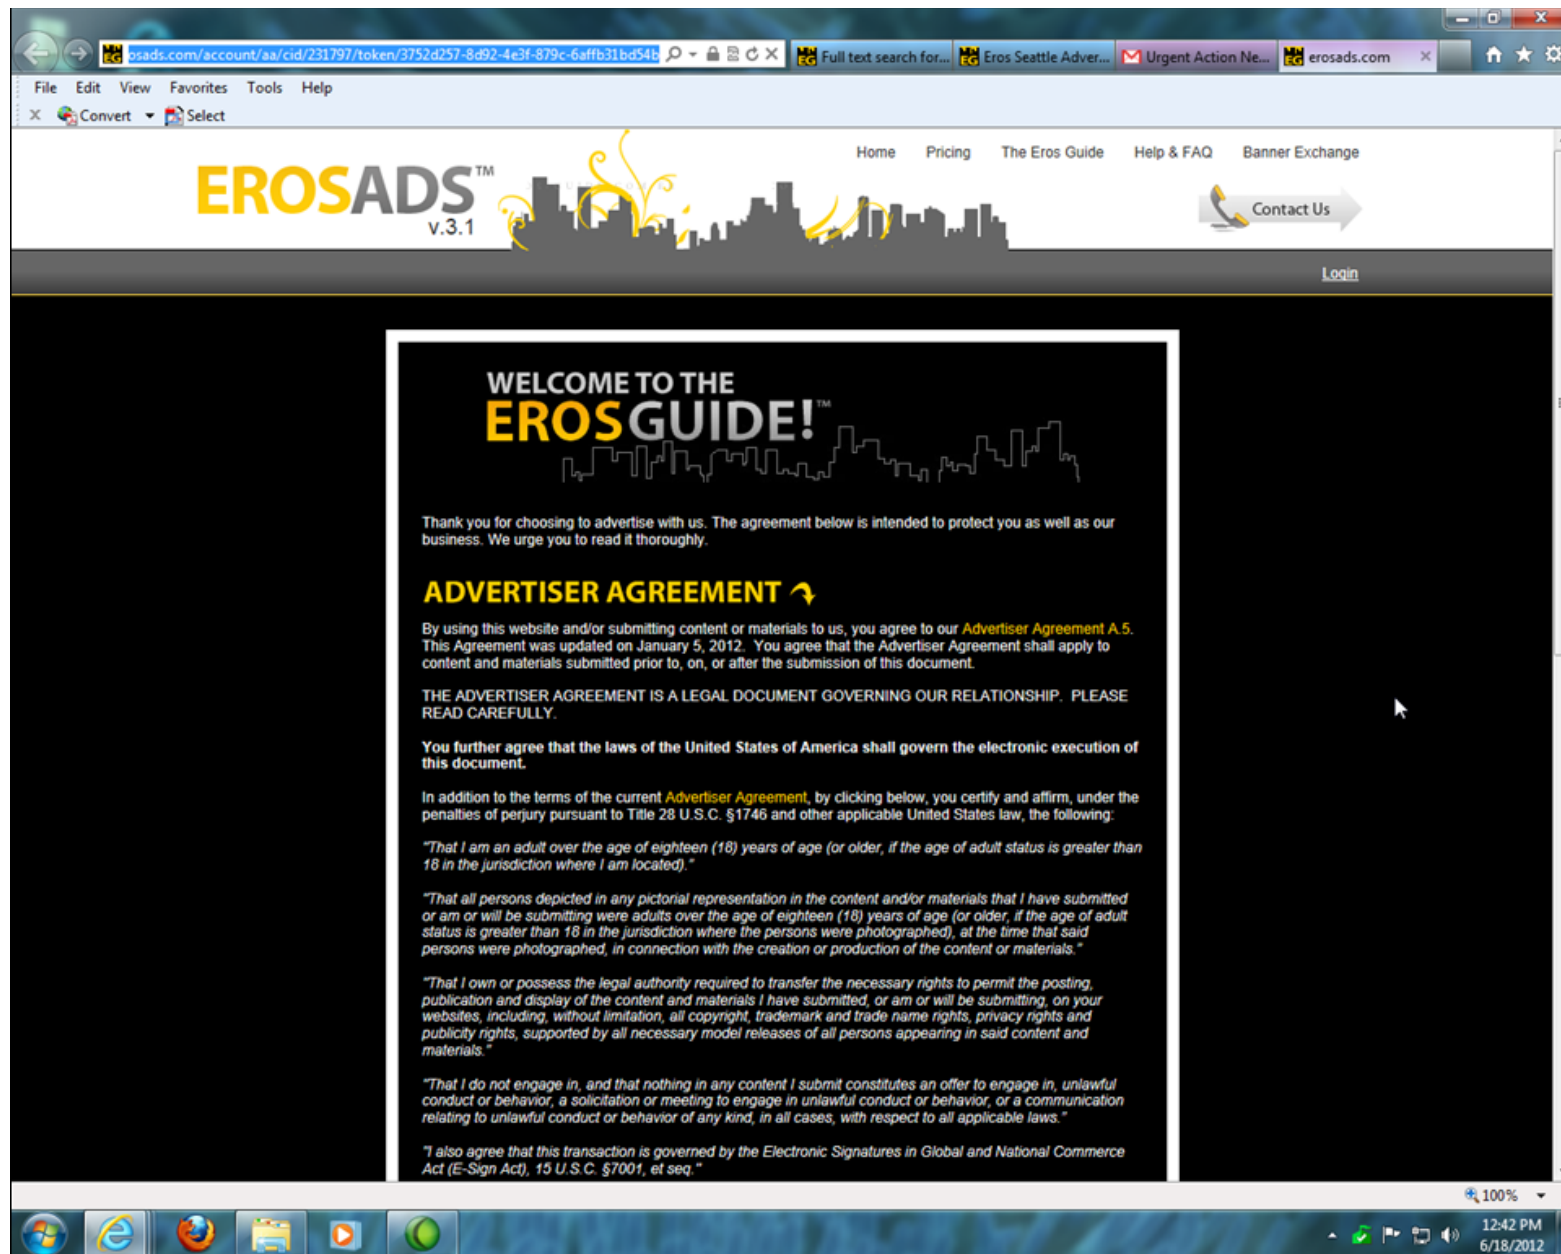 osads.com/account/aa/cid/231797/token/3752d257-8d92-4e3f-879c-6affb31bd54b
Full text search for...
Eros Seattle Adver...
Urgent Action Ne...
erosads.com
File Edit View Favorites Tools Help
Convert Select
Home Pricing The Eros Guide Help & FAQ Banner Exchange
EROSADS™
v.3.1
Contact Us
Login
WELCOME TO THE
EROSGUIDE!™
Thank you for choosing to advertise with us. The agreement below is intended to protect you as well as our
business. We urge you to read it thoroughly.
ADVERTISER AGREEMENT
By using this website and/or submitting content or materials to us, you agree to our Advertiser Agreement A.5.
This Agreement was updated on January 5, 2012. You agree that the Advertiser Agreement shall apply to
content and materials submitted prior to, on, or after the submission of this document.
THE ADVERTISER AGREEMENT IS A LEGAL DOCUMENT GOVERNING OUR RELATIONSHIP. PLEASE
READ CAREFULLY.
You further agree that the laws of the United States of America shall govern the electronic execution of
this document.
In addition to the terms of the current Advertiser Agreement, by clicking below, you certify and affirm, under the
penalties of perjury pursuant to Title 28 U.S.C. §1746 and other applicable United States law, the following:
"That I am an adult over the age of eighteen (18) years of age (or older, if the age of adult status is greater than
18 in the jurisdiction where I am located)."
"That all persons depicted in any pictorial representation in the content and/or materials that I have submitted
or am or will be submitting were adults over the age of eighteen (18) years of age (or older, if the age of adult
status is greater than 18 in the jurisdiction where the persons were photographed), at the time that said
persons were photographed, in connection with the creation or production of the content or materials."
"That I own or possess the legal authority required to transfer the necessary rights to permit the posting,
publication and display of the content and materials I have submitted, or am or will be submitting, on your
websites, including, without limitation, all copyright, trademark and trade name rights, privacy rights and
publicity rights, supported by all necessary model releases of all persons appearing in said content and
materials."
"That I do not engage in, and that nothing in any content I submit constitutes an offer to engage in, unlawful
conduct or behavior, a solicitation or meeting to engage in unlawful conduct or behavior, or a communication
relating to unlawful conduct or behavior of any kind, in all cases, with respect to all applicable laws."
"I also agree that this transaction is governed by the Electronic Signatures in Global and National Commerce
Act (E-Sign Act), 15 U.S.C. §7001, et seq."
100%
12:42 PM
6/18/2012